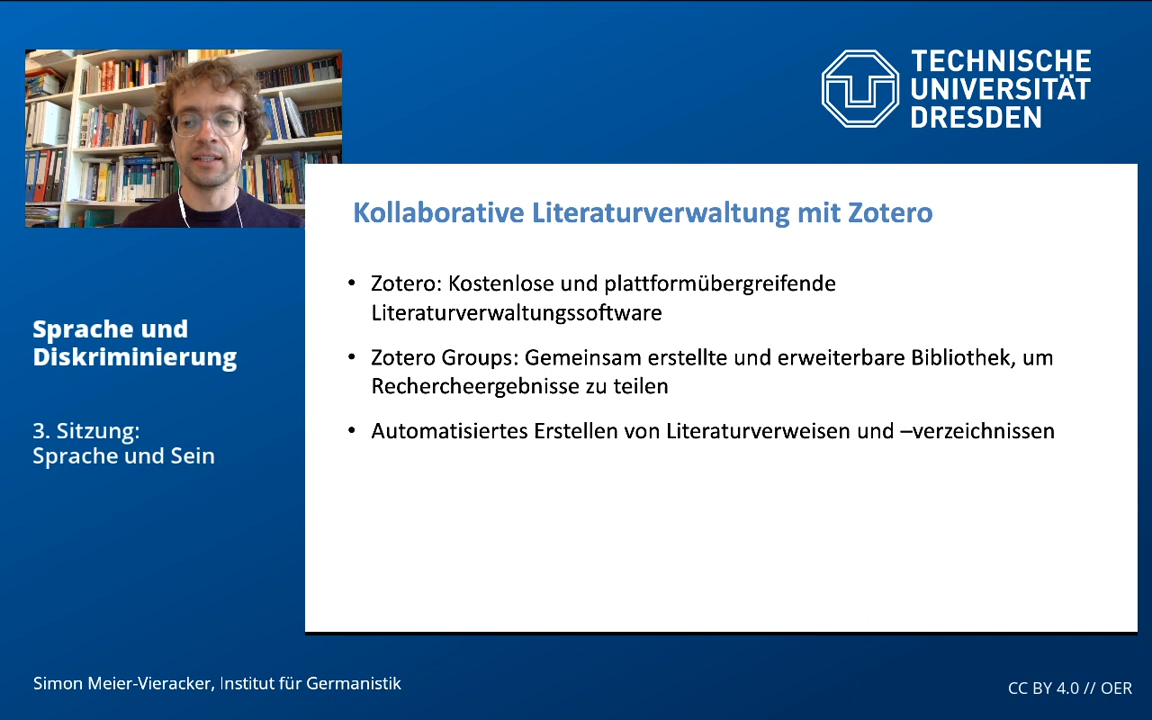 TECHNISCHE
UNIVERSITÄT
DRESDEN
Kollaborative Literaturverwaltung mit Zotero
• Zotero: Kostenlose und plattformübergreifende
Literaturverwaltungssoftware
• Zotero Groups: Gemeinsam erstellte und erweiterbare Bibliothek, um
Rechercheergebnisse zu teilen
• Automatisiertes Erstellen von Literaturverweisen und –verzeichnissen
Sprache und
Diskriminierung
3. Sitzung:
Sprache und Sein
Simon Meier-Vieracker, Institut für Germanistik
CC BY 4.0 // OER